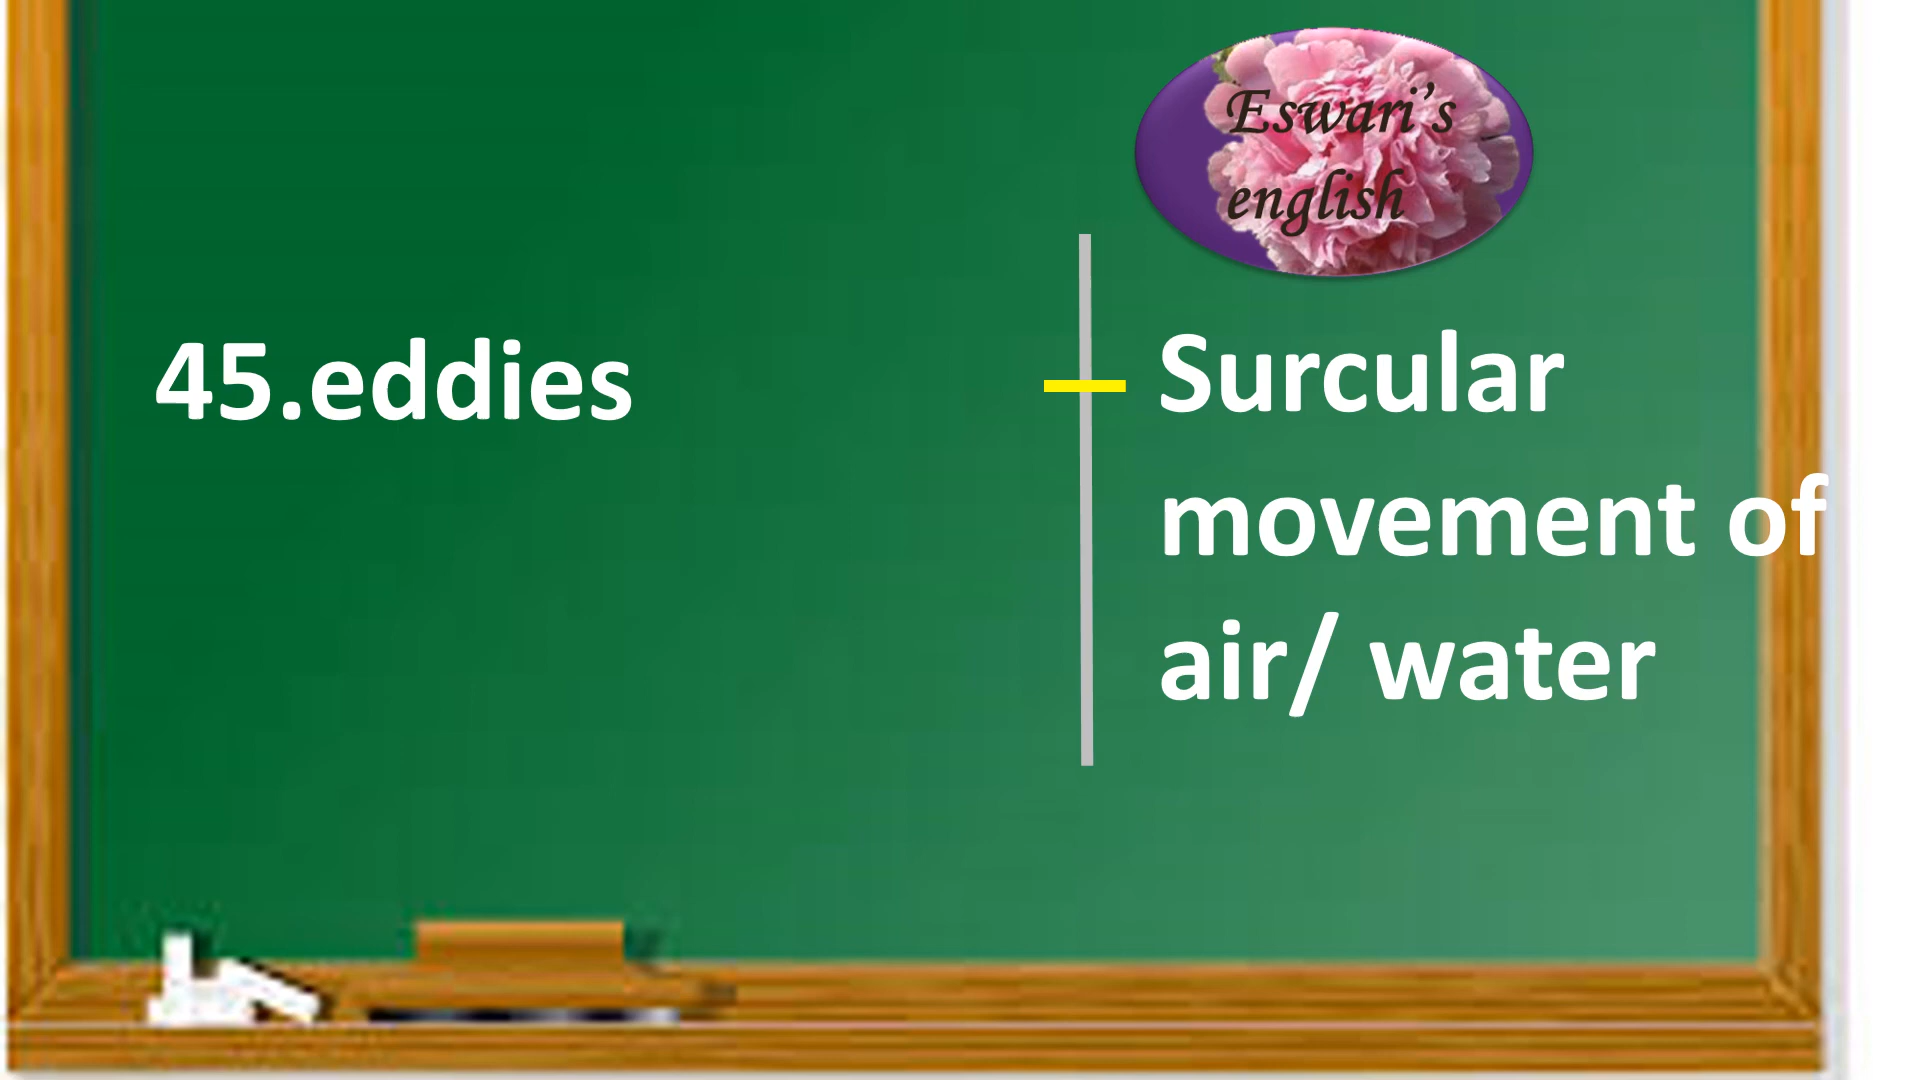 Eswari's
english
45.eddies
Surcular
movement of
air/ water